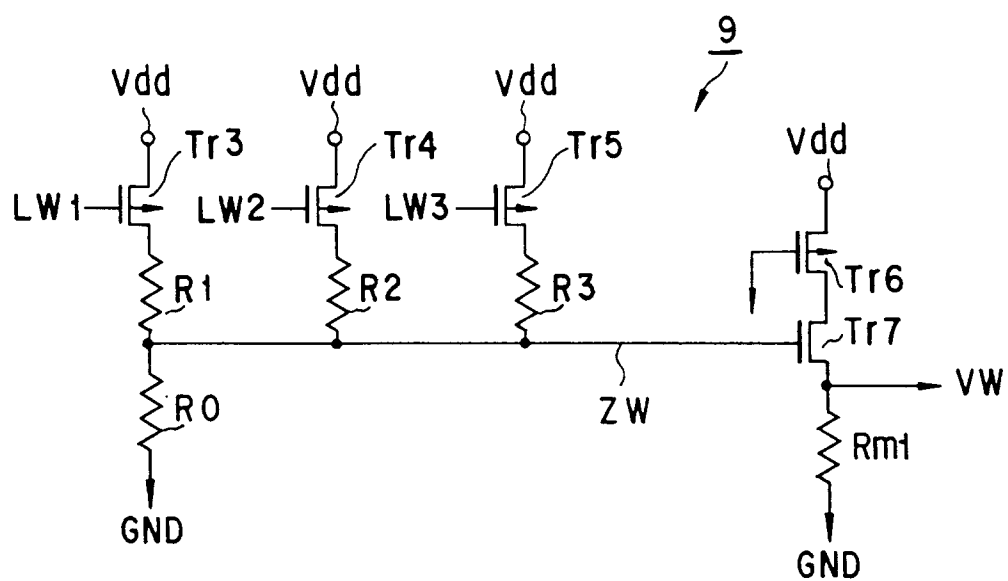 9
Vdd
Vdd
Vdd
Vdd
Tr3
Tr4
Tr5
LW1
LW2
LW3
Tr6
R1
R2
R3
Tr7
ZW
VW
R0
Rm1
GND
GND